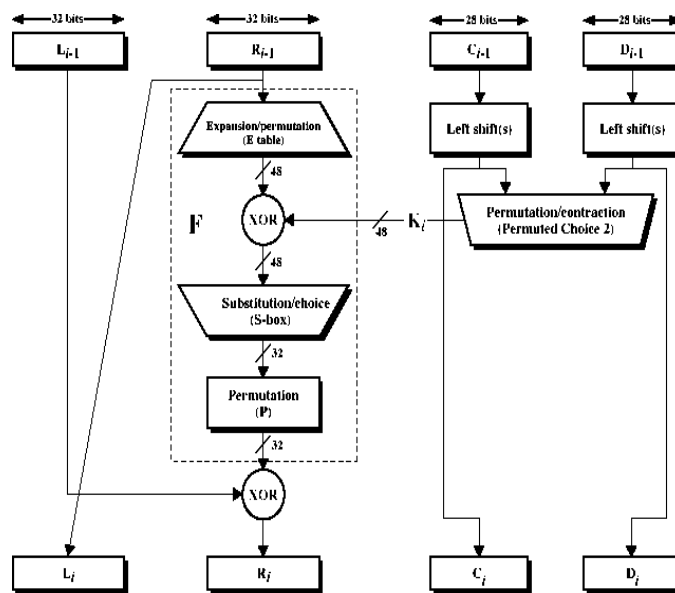 32 bits
32 bits
28 bits
28 bits
Li-1
Ri-1
Ci-1
Di-1
Expansion/permutation
(E table)
Left shift(s)
Left shift(s)
48
F
XOR
48
Ki
Permutation/contraction
(Permuted Choice 2)
48
Substitution/choice
(S-box)
32
Permutation
(P)
32
XOR
Li
Ri
Ci
Di